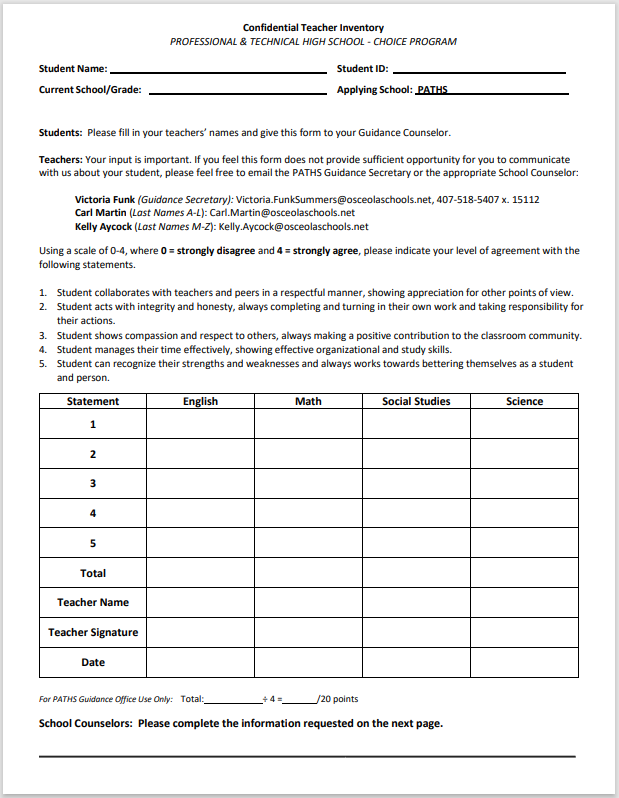 Confidential Teacher Inventory
PROFESSIONAL & TECHNICAL HIGH SCHOOL - CHOICE PROGRAM
Student Name: Student ID:
Current School/Grade: Applying School: PATHS
Students: Please fill in your teachers’ names and give this form to your Guidance Counselor.
Teachers: Your input is important. If you feel this form does not provide sufficient opportunity for you to communicate
with us about your student, please feel free to email the PATHS Guidance Secretary or the appropriate School Counselor:
Victoria Funk (Guidance Secretary): Victoria.FunkSummers@osceolaschools.net, 407-518-5407 x. 15112
Carl Martin (Last Names A-L): Carl.Martin@osceolaschools.net
Kelly Aycock (Last Names M-Z): Kelly.Aycock@osceolaschools.net
Using a scale of 0-4, where 0 = strongly disagree and 4 = strongly agree, please indicate your level of agreement with the
following statements.
1. Student collaborates with teachers and peers in a respectful manner, showing appreciation for other points of view.
2. Student acts with integrity and honesty, always completing and turning in their own work and taking responsibility for
their actions.
3. Student shows compassion and respect to others, always making a positive contribution to the classroom community.
4. Student manages their time effectively, showing effective organizational and study skills.
5. Student can recognize their strengths and weaknesses and always works towards bettering themselves as a student
and person.
Statement English Math Social Studies Science
1
2
3
4
5
Total
Teacher Name
Teacher Signature
Date
For PATHS Guidance Office Use Only: Total:____________÷ 4 =_______/20 points
School Counselors: Please complete the information requested on the next page.